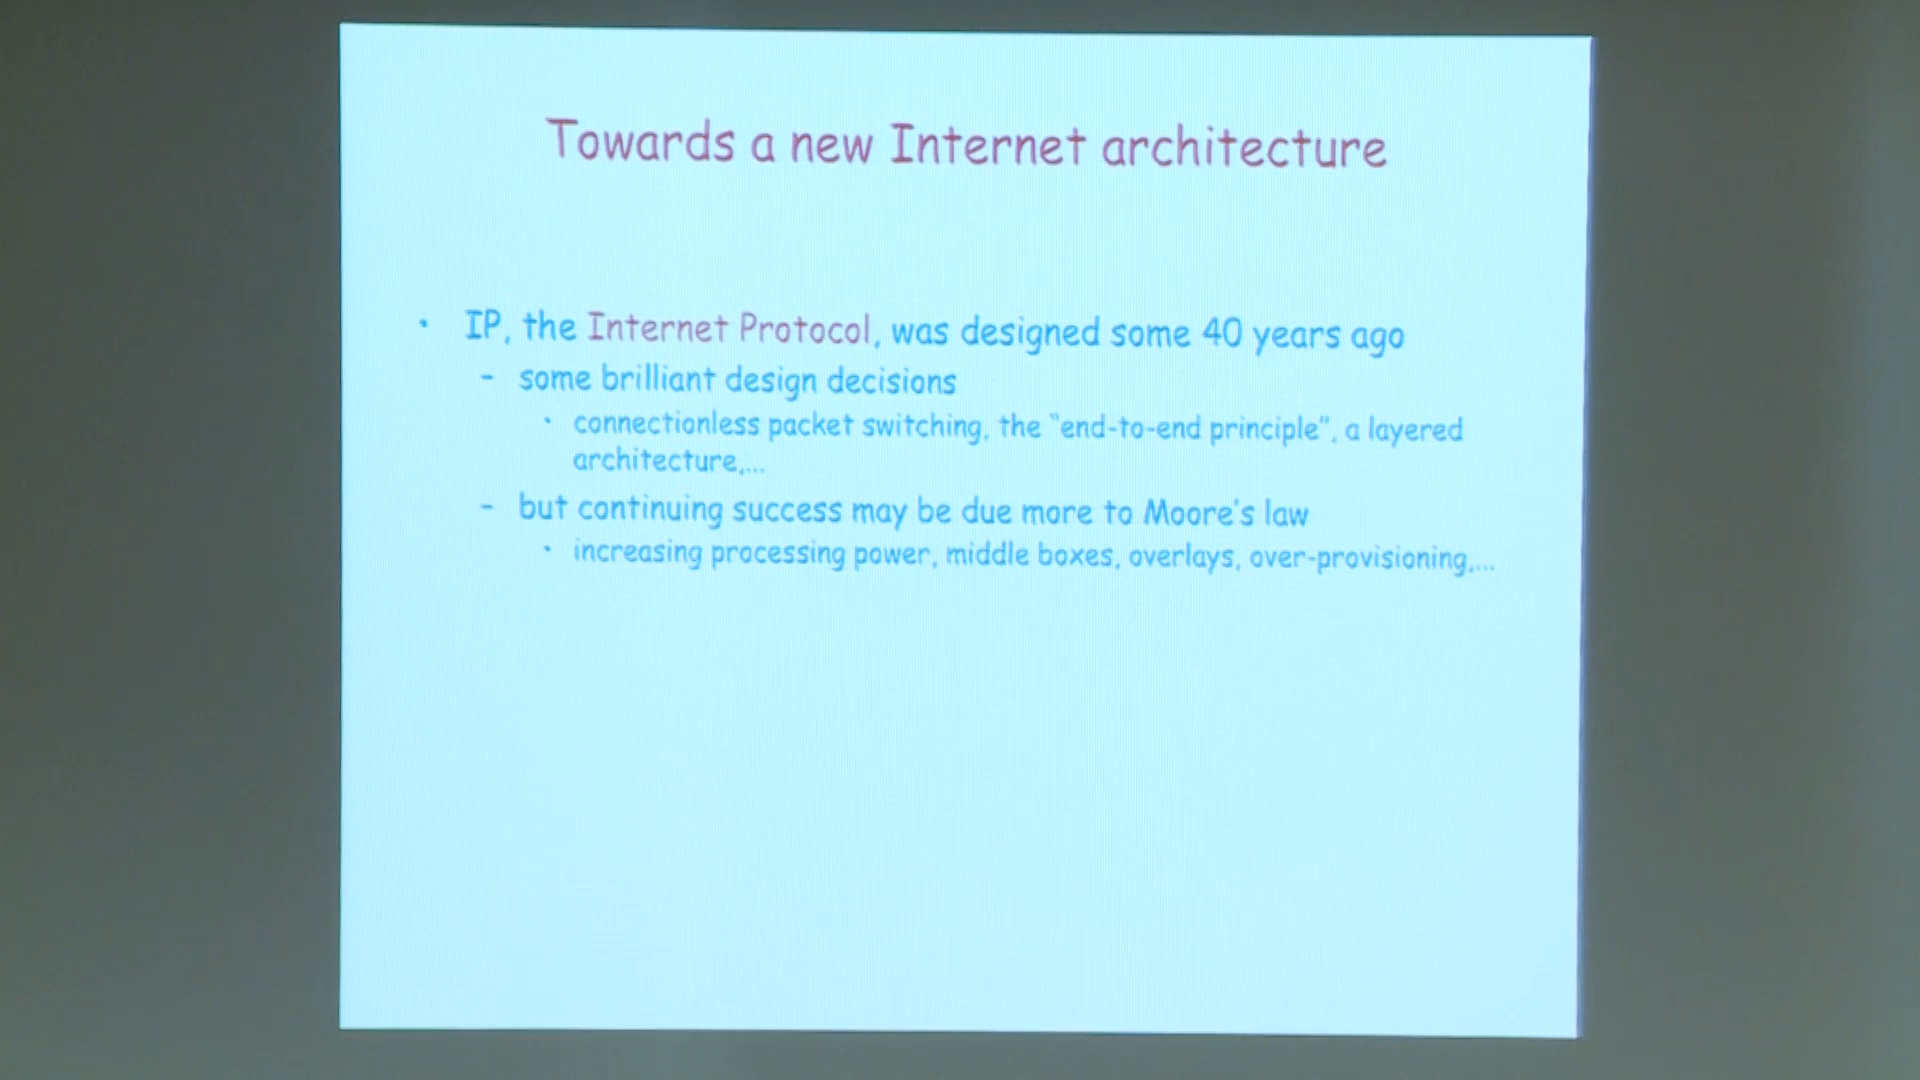 Towards a new Internet architecture
• IP, the Internet Protocol, was designed some 40 years ago
– some brilliant design decisions
• connectionless packet switching, the “end-to-end principle”, a layered
architecture,...
– but continuing success may be due more to Moore's law
• increasing processing power, middle boxes, overlays, over-provisioning,...